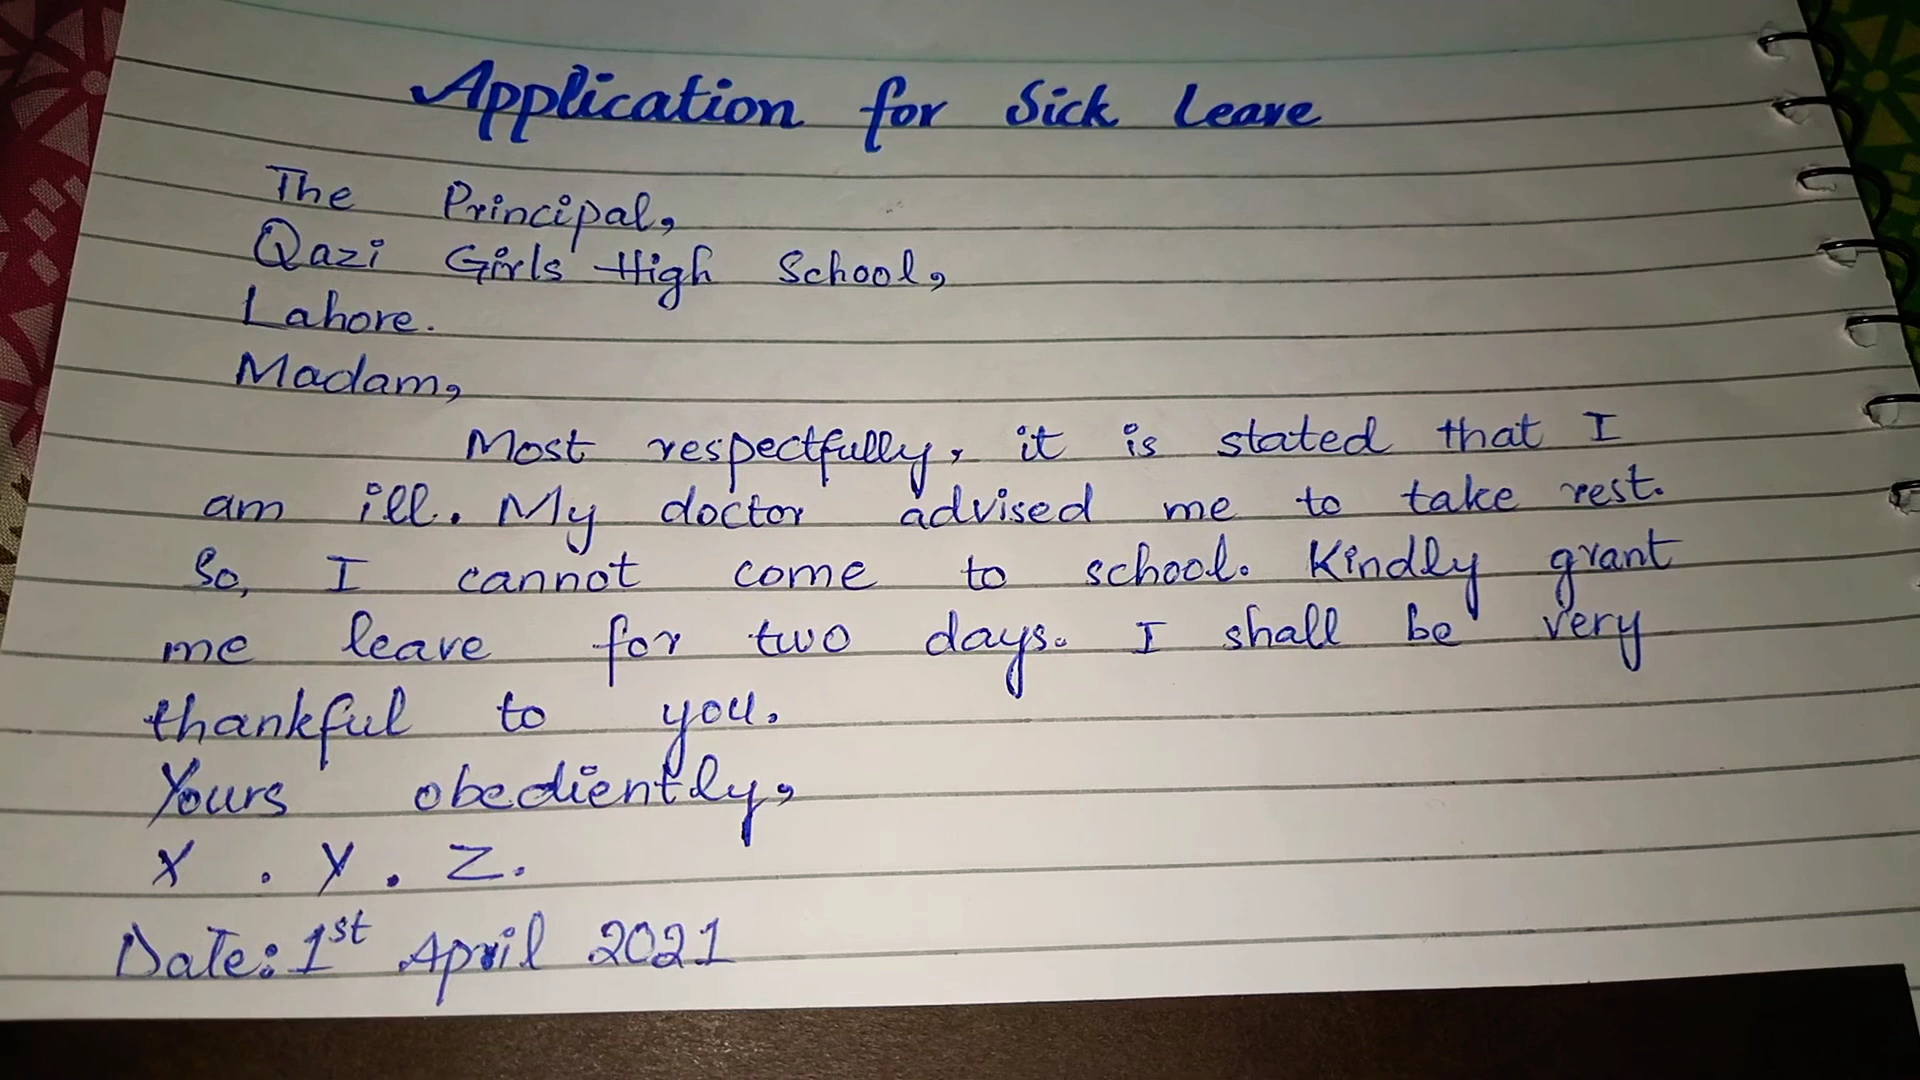 Application for Sick Leave
The Principal,
Qazi Girls High School,
Lahore.
Madam,
Most respectfully, it is stated that I
am ill. My doctor advised me to take rest.
So, I cannot come to school. Kindly grant
me leave for two days. I shall be very
thankful to you.
Yours obediently,
X . Y . Z.
Date: 1st April 2021